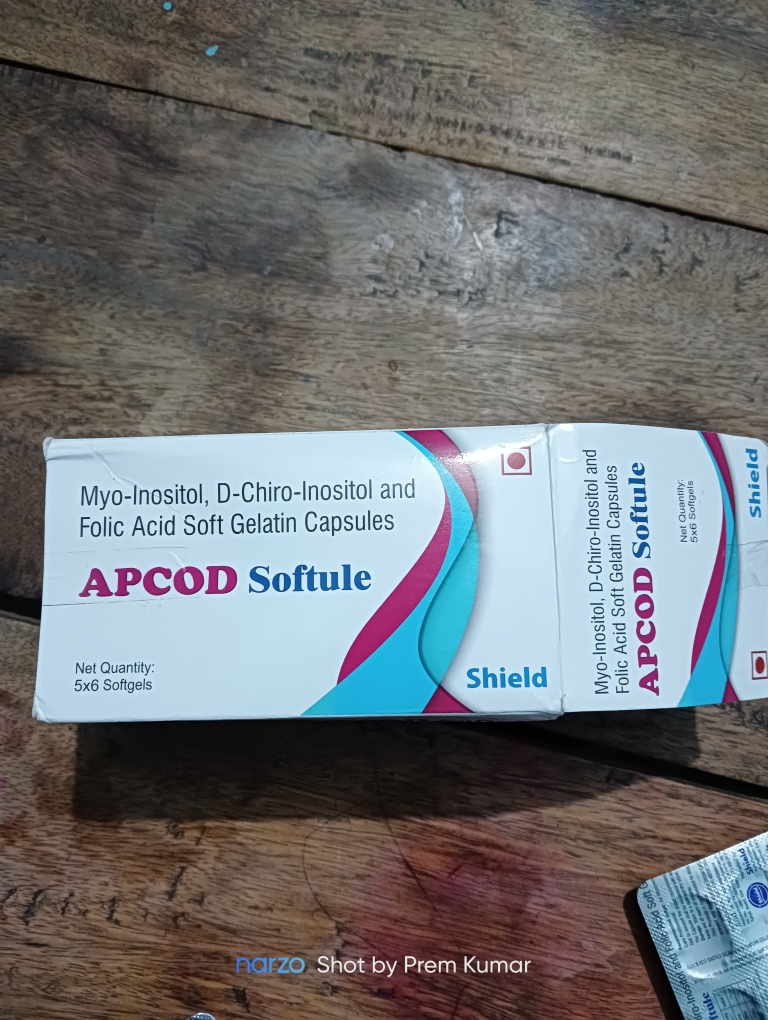 Myo-Inositol, D-Chiro-Inositol and
Folic Acid Soft Gelatin Capsules
APCOD Softule
Net Quantity:
5x6 Softgels
Shield
Myo-Inositol, D-Chiro-Inositol and
Folic Acid Soft Gelatin Capsules
APCOD Softule
Net Quantity:
5x6 Softgels
Shield
Shield
narzo Shot by Prem Kumar